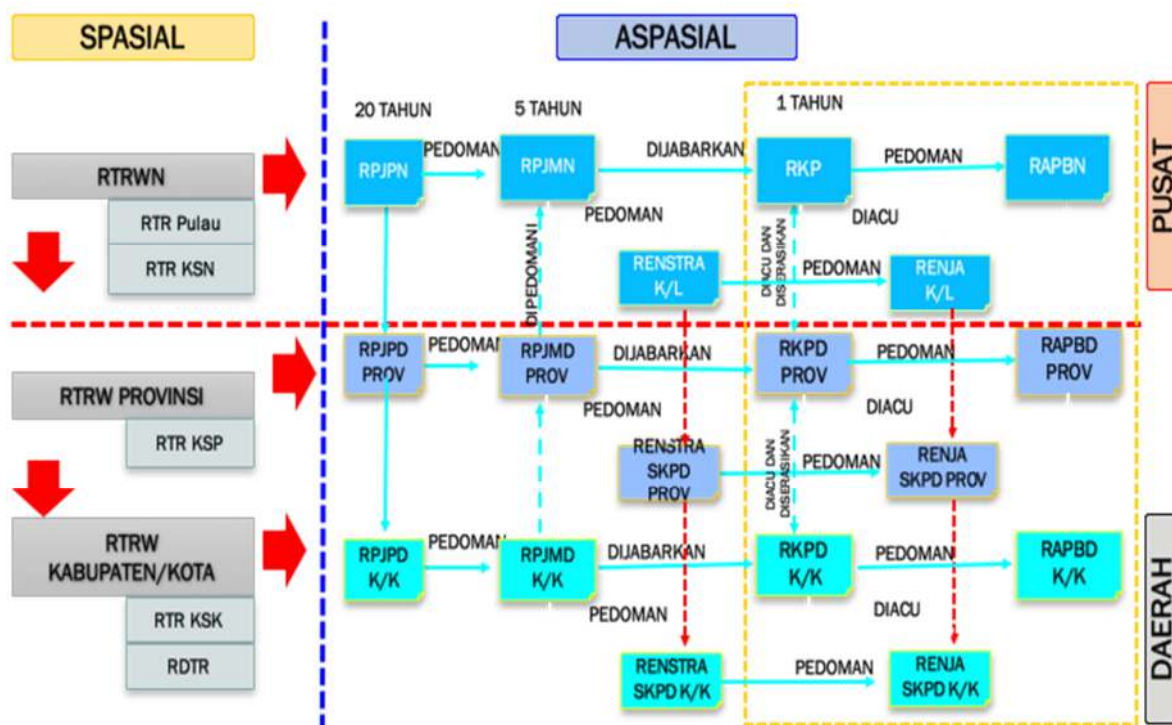 SPASIAL
ASPASIAL
20 TAHUN
5 TAHUN
1 TAHUN
PUSAT
RTRWN
RTR Pulau
RTR KSN
RPJPN
PEDOMAN
RPJMN
DIJABARKAN
RKP
PEDOMAN
RAPBN
PEDOMAN
DIACU
DIPEDOMANI
RENSTRA
K/L
DIACU DAN
DISERASIKAN
PEDOMAN
RENJA
K/L
RTRW PROVINSI
RTR KSP
RPJPD
PROV
PEDOMAN
RPJMD
PROV
DIJABARKAN
RKPD
PROV
PEDOMAN
RAPBD
PROV
PEDOMAN
DIACU
RENSTRA
SKPD
PROV
DIACU DAN
DISERASIKAN
PEDOMAN
RENJA
SKPD PROV
DAERAH
RTRW
KABUPATEN/KOTA
RTR KSK
RDTR
RPJPD
K/K
PEDOMAN
RPJMD
K/K
DIJABARKAN
RKPD
K/K
PEDOMAN
RAPBD
K/K
PEDOMAN
DIACU
RENSTRA
SKPD K/K
PEDOMAN
RENJA
SKPD K/K